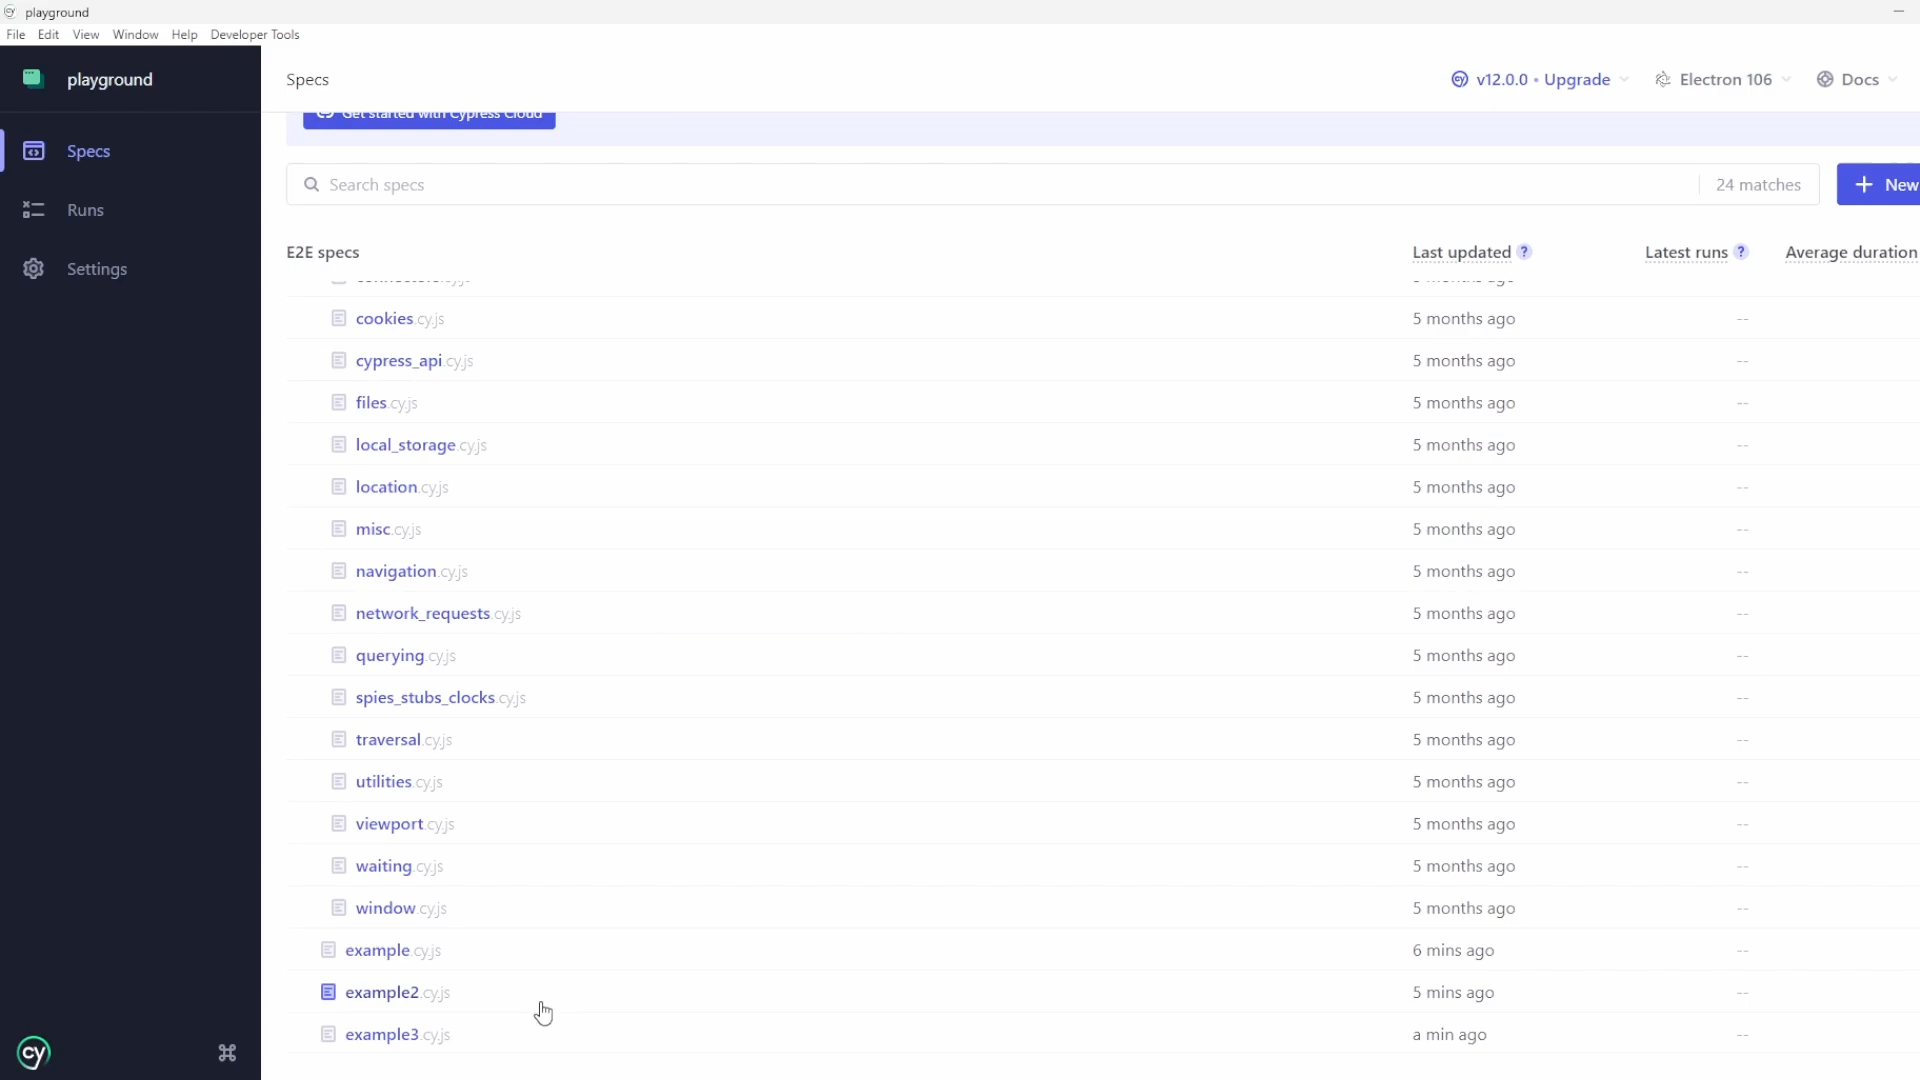 playground
File Edit View Window Help Developer Tools
playground
Specs
v12.0.0 • Upgrade
Electron 106
Docs
Get started with Cypress Cloud
Specs
Runs
Settings
Search specs
24 matches
+ New
E2E specs Last updated ? Latest runs ? Average duration
cookies.cy.js 5 months ago --
cypress_api.cy.js 5 months ago --
files.cy.js 5 months ago --
local_storage.cy.js 5 months ago --
location.cy.js 5 months ago --
misc.cy.js 5 months ago --
navigation.cy.js 5 months ago --
network_requests.cy.js 5 months ago --
querying.cy.js 5 months ago --
spies_stubs_clocks.cy.js 5 months ago --
traversal.cy.js 5 months ago --
utilities.cy.js 5 months ago --
viewport.cy.js 5 months ago --
waiting.cy.js 5 months ago --
window.cy.js 5 months ago --
example.cy.js 6 mins ago --
example2.cy.js 5 mins ago --
example3.cy.js a min ago --
cy ⌘